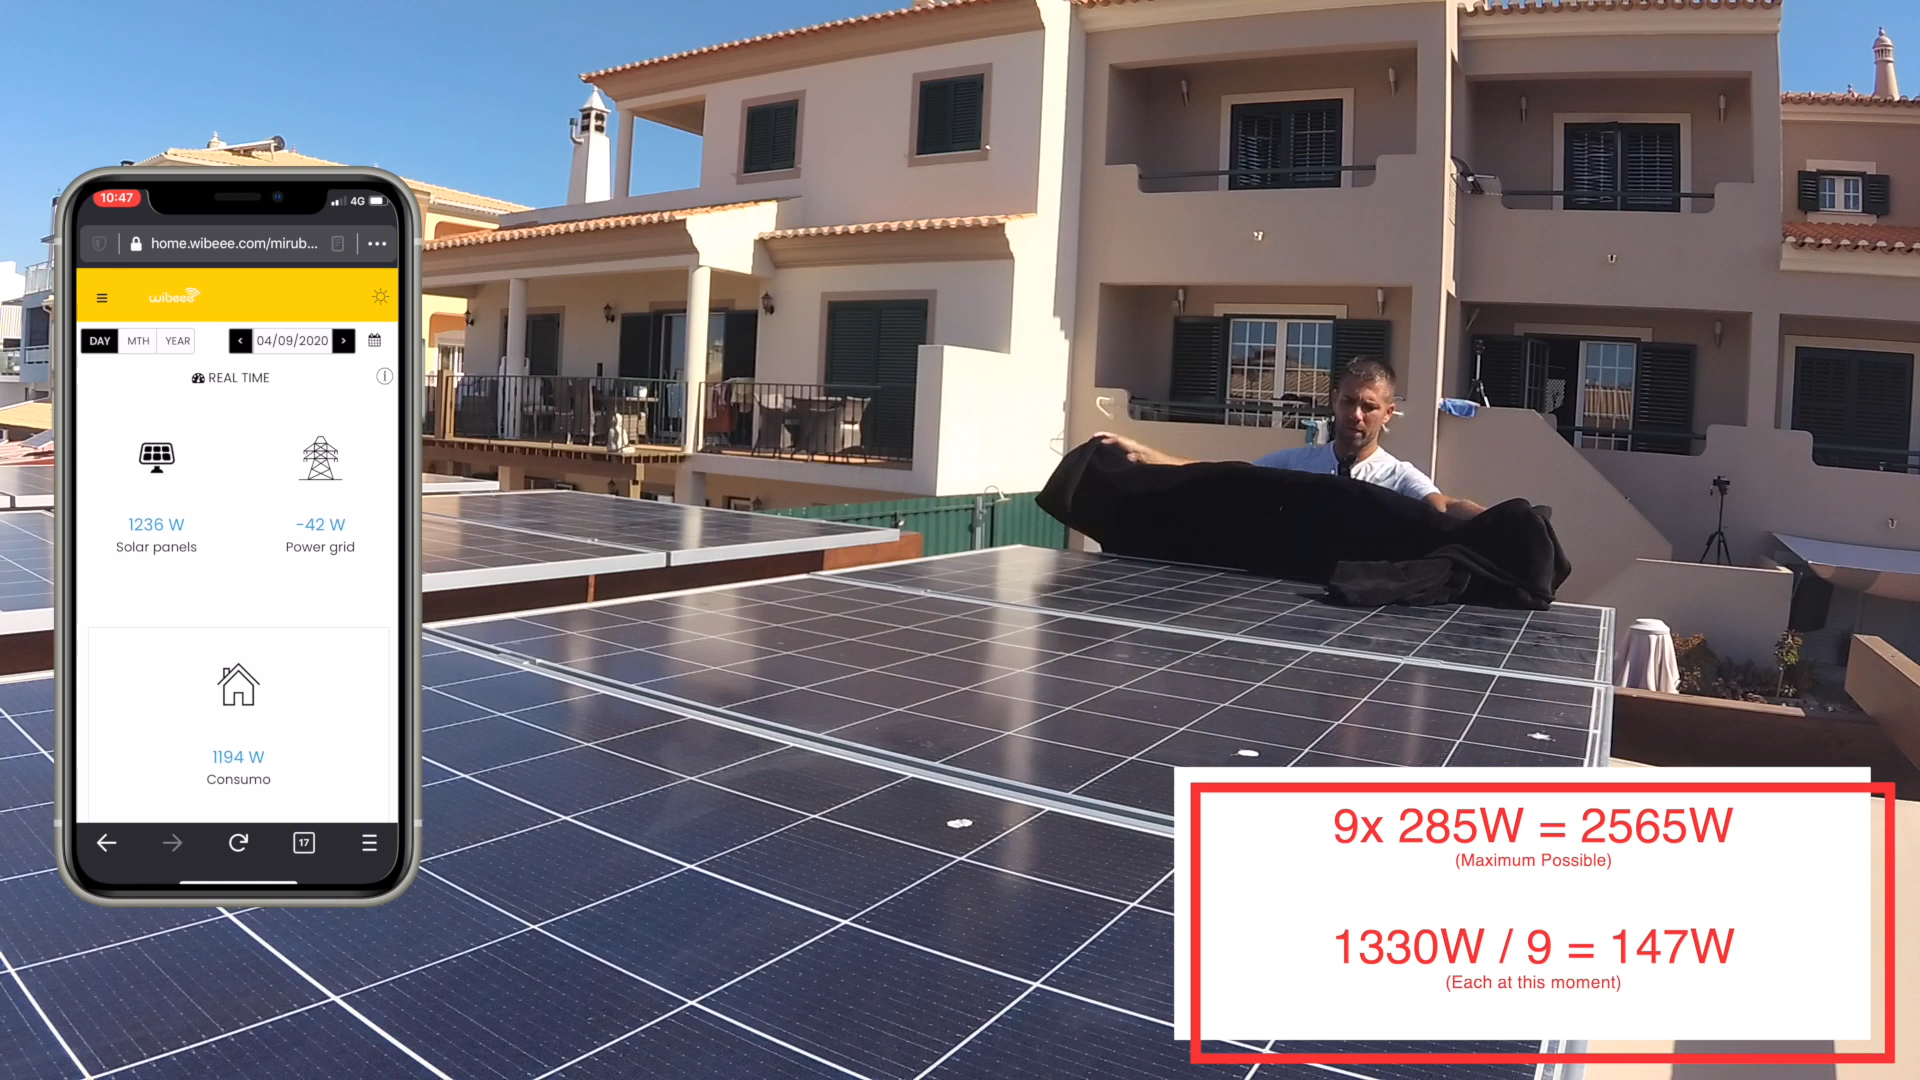 10:47
4G
home.wibeee.com/mirub...
wibeee
DAY MTH YEAR < 04/09/2020 >
REAL TIME
1236 W
Solar panels
-42 W
Power grid
1194 W
Consumo
17
9x 285W = 2565W
(Maximum Possible)
1330W / 9 = 147W
(Each at this moment)